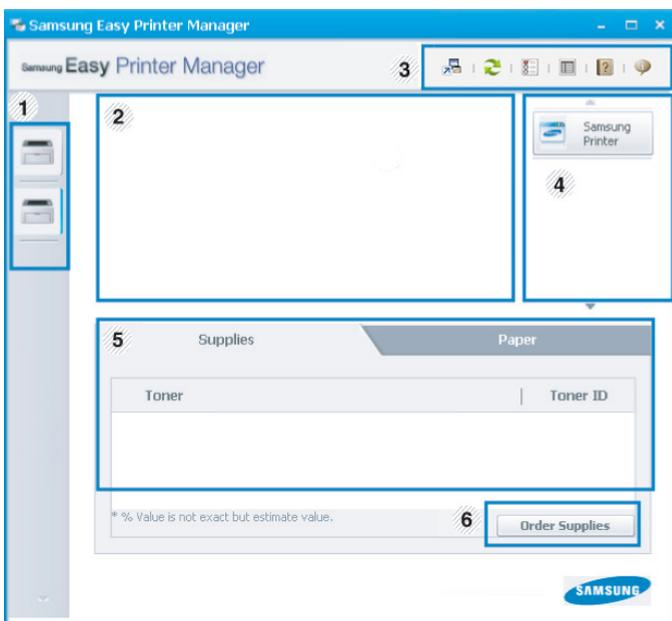 Samsung Easy Printer Manager
Samsung Easy Printer Manager
3
1
2
Samsung
Printer
4
5
Supplies
Paper
Toner
Toner ID
* % Value is not exact but estimate value.
6
Order Supplies
SAMSUNG